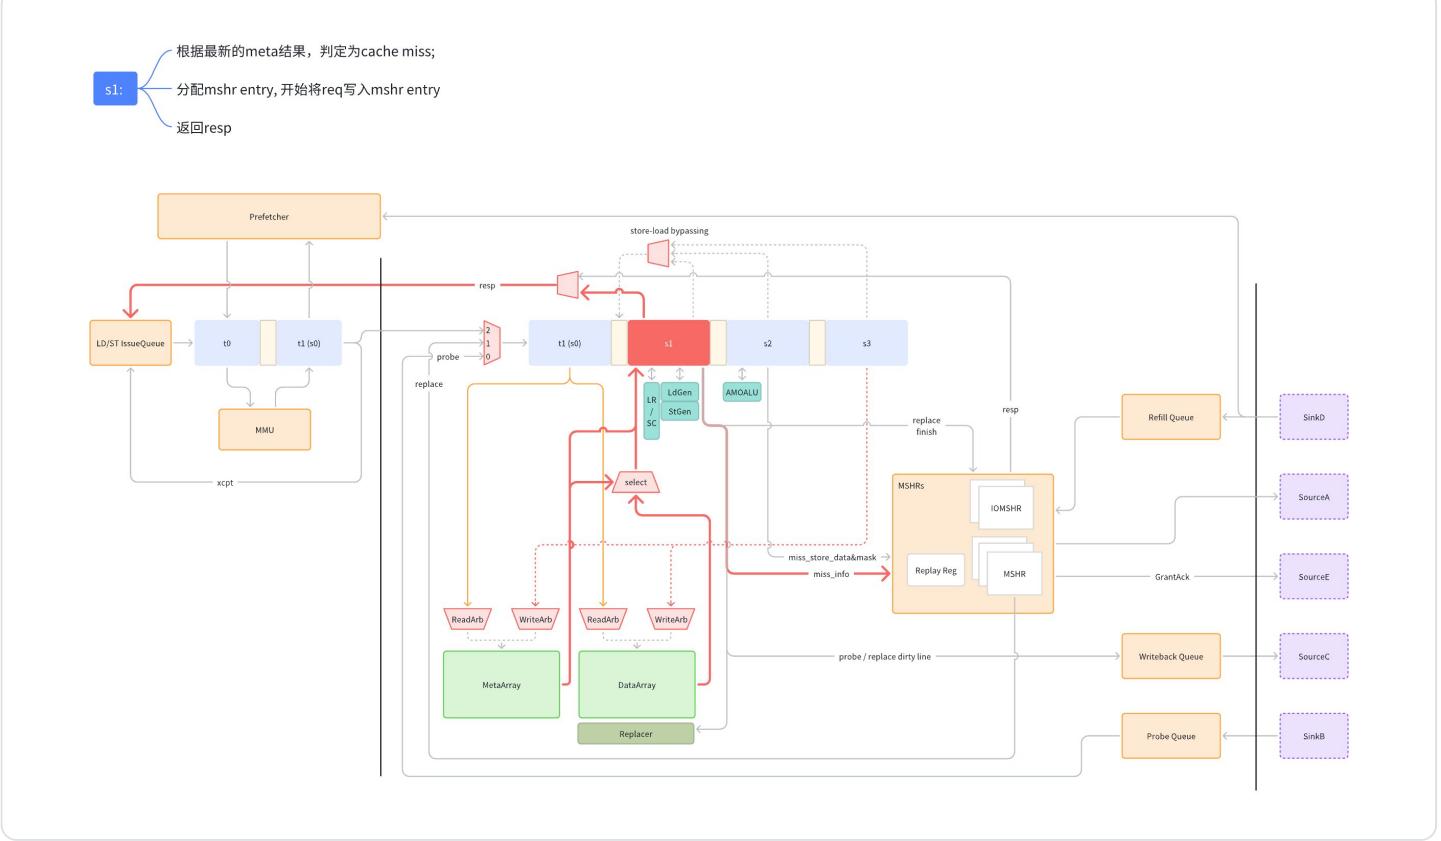 根据最新的meta结果，判定为cache miss;
s1:
分配mshr entry, 开始将req写入mshr entry
返回resp
Prefetcher
store-load bypassing
resp
LD/ST IssueQueue
t0
t1 (s0)
2
1
0
probe
replace
t1 (s0)
s1
s2
s3
MMU
xcpt
LR
/
SC
LdGen
StGen
AMOALU
resp
replace
finish
select
MSHRs
IOMSHR
Replay Reg
MSHR
miss_store_data&mask
miss_info
Refill Queue
SinkD
SourceA
GrantAck
SourceE
ReadArb
WriteArb
ReadArb
WriteArb
MetaArray
DataArray
Replacer
probe / replace dirty line
Writeback Queue
SourceC
Probe Queue
SinkB